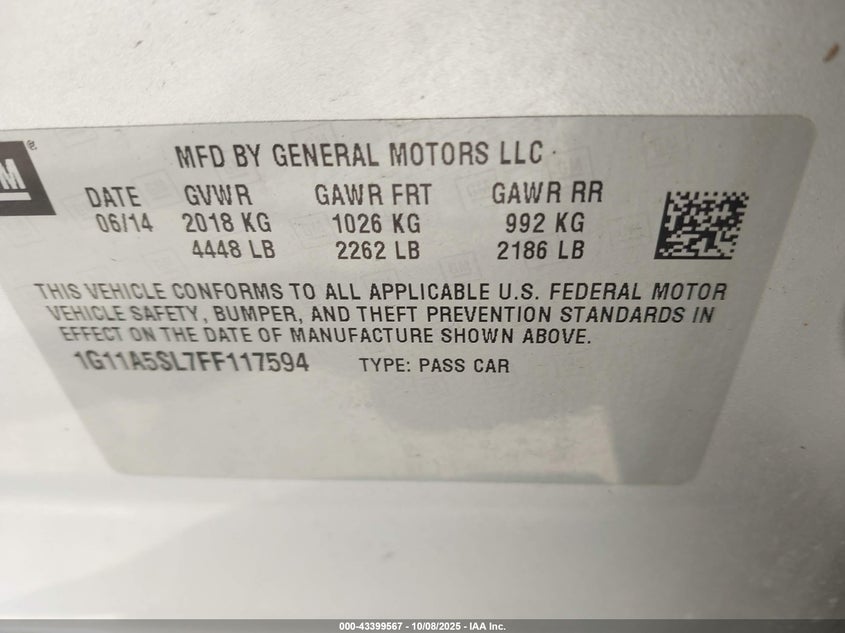 MFD BY GENERAL MOTORS LLC
DATE GVWR GAWR FRT GAWR RR
06/14 2018 KG 1026 KG 992 KG
4448 LB 2262 LB 2186 LB
THIS VEHICLE CONFORMS TO ALL APPLICABLE U.S. FEDERAL MOTOR
VEHICLE SAFETY, BUMPER, AND THEFT PREVENTION STANDARDS IN
EFFECT ON THE DATE OF MANUFACTURE SHOWN ABOVE.
1G11A5SL7FF117594 TYPE: PASS CAR
000-43399567 - 10/08/2025 - IAA Inc.